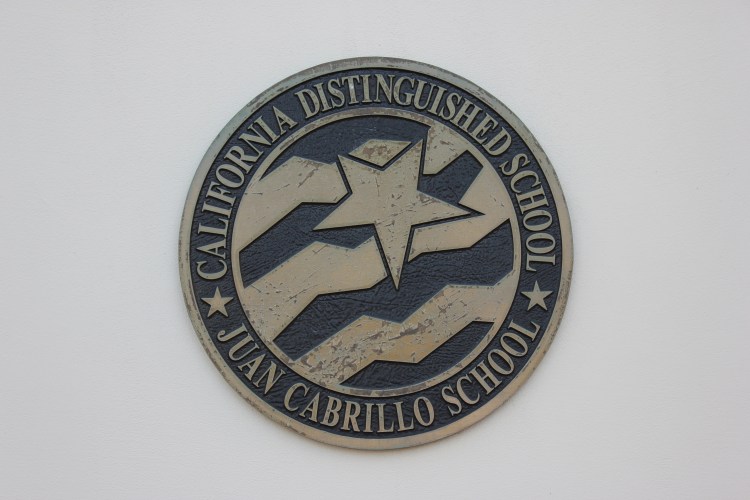 CALIFORNIA DISTINGUISHED SCHOOL
JUAN CABRILLO SCHOOL